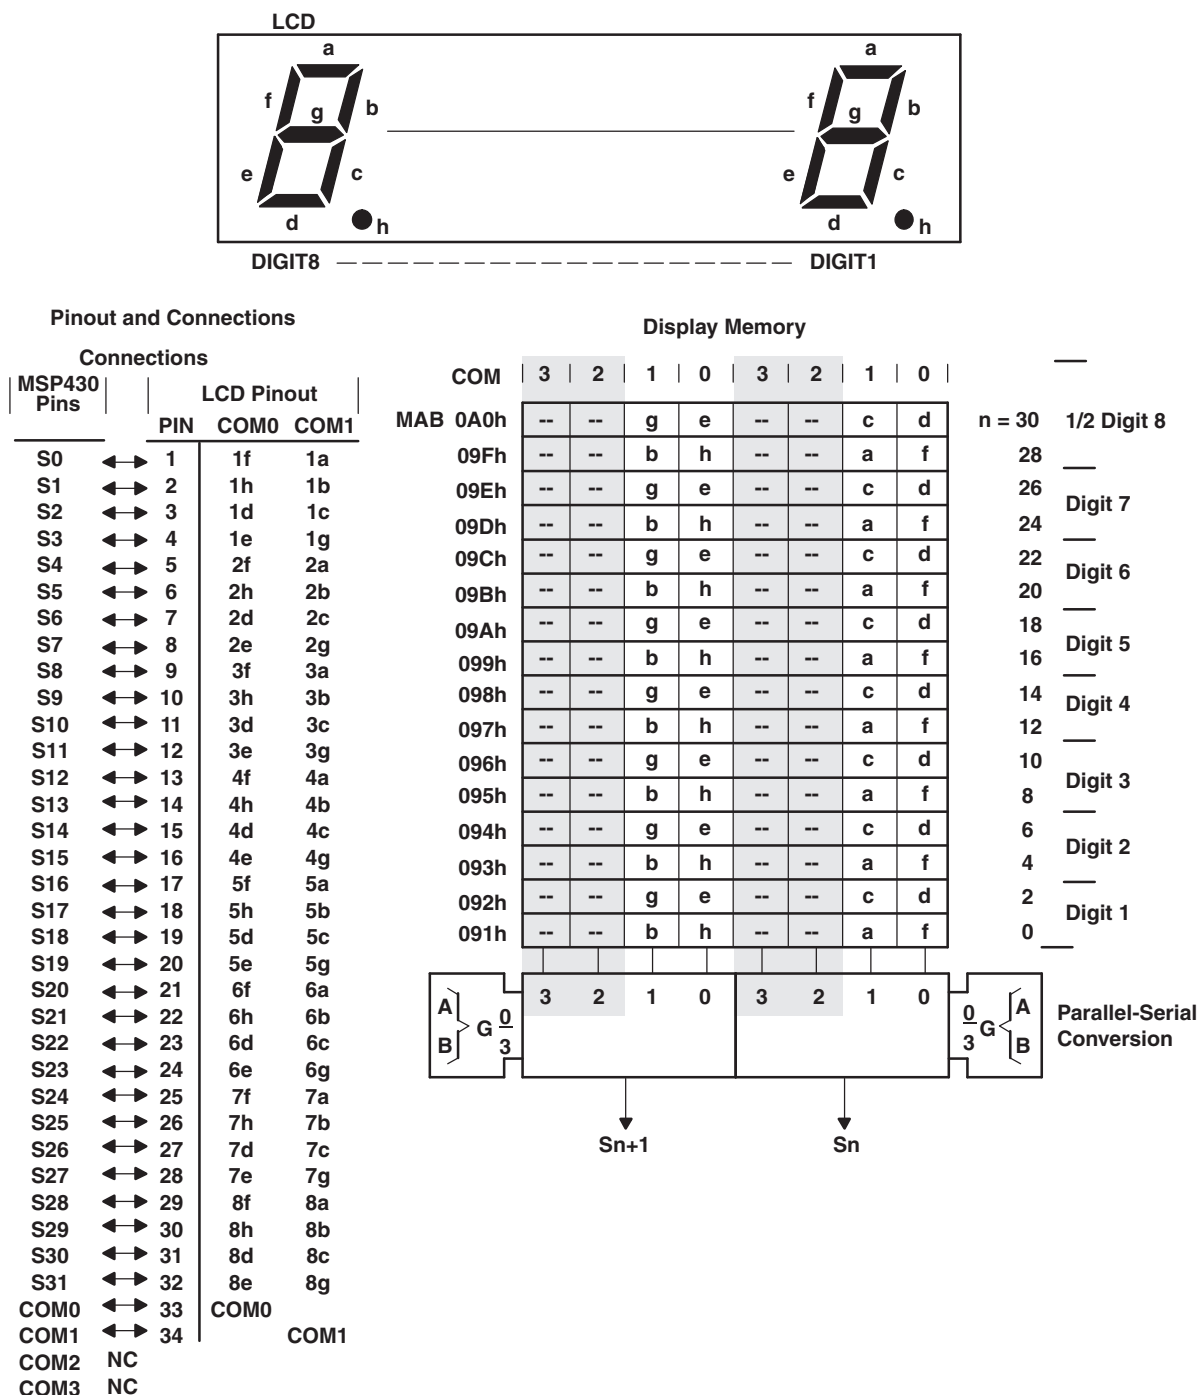 LCD
a
a
f
g
b
f
g
b
e
c
e
c
d
h
d
h
DIGIT8
DIGIT1
Pinout and Connections
Connections
MSP430 Pins
LCD Pinout
PIN COM0 COM1
S0 1 1f 1a
S1 2 1h 1b
S2 3 1d 1c
S3 4 1e 1g
S4 5 2f 2a
S5 6 2h 2b
S6 7 2d 2c
S7 8 2e 2g
S8 9 3f 3a
S9 10 3h 3b
S10 11 3d 3c
S11 12 3e 3g
S12 13 4f 4a
S13 14 4h 4b
S14 15 4d 4c
S15 16 4e 4g
S16 17 5f 5a
S17 18 5h 5b
S18 19 5d 5c
S19 20 5e 5g
S20 21 6f 6a
S21 22 6h 6b
S22 23 6d 6c
S23 24 6e 6g
S24 25 7f 7a
S25 26 7h 7b
S26 27 7d 7c
S27 28 7e 7g
S28 29 8f 8a
S29 30 8h 8b
S30 31 8d 8c
S31 32 8e 8g
COM0 33 COM0
COM1 34 COM1
COM2 NC
COM3 NC
Display Memory
COM 3 2 1 0 3 2 1 0
MAB 0A0h -- -- g e -- -- c d n = 30 1/2 Digit 8
09Fh -- -- b h -- -- a f 28
09Eh -- -- g e -- -- c d 26
Digit 7
09Dh -- -- b h -- -- a f 24
09Ch -- -- g e -- -- c d 22
Digit 6
09Bh -- -- b h -- -- a f 20
09Ah -- -- g e -- -- c d 18
Digit 5
099h -- -- b h -- -- a f 16
098h -- -- g e -- -- c d 14
Digit 4
097h -- -- b h -- -- a f 12
096h -- -- g e -- -- c d 10
Digit 3
095h -- -- b h -- -- a f 8
094h -- -- g e -- -- c d 6
Digit 2
093h -- -- b h -- -- a f 4
092h -- -- g e -- -- c d 2
Digit 1
091h -- -- b h -- -- a f 0
A
B
G 0/3
3 2 1 0 3 2 1 0
0/3 G
A
B
Parallel-Serial
Conversion
Sn+1
Sn